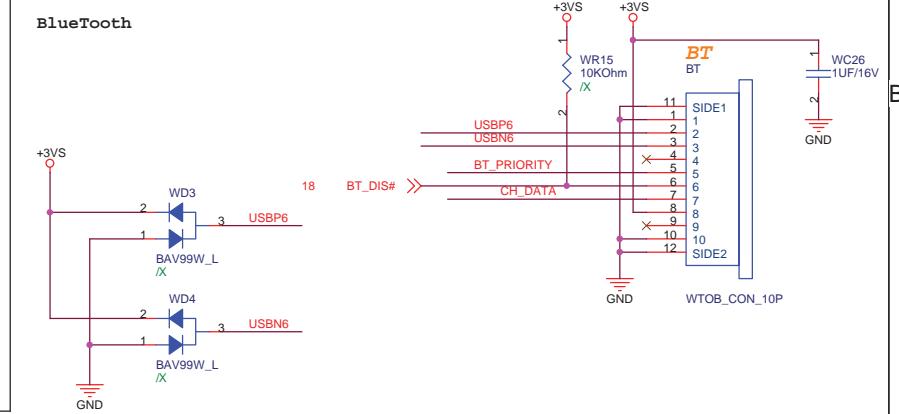 BlueTooth
+3VS
+3VS
1
WR15
10KOhm
/X
2
BT
BT
1
WC26
1UF/16V
2
GND
B
11
SIDE1
1
1
USBP6
2
2
USBN6
3
3
4
4
BT_PRIORITY
5
5
18
BT_DIS#
6
6
CH_DATA
7
7
8
8
9
9
10
10
12
SIDE2
GND
WTOB_CON_10P
+3VS
WD3
2
3
USBP6
1
BAV99W_L
/X
WD4
2
3
USBN6
1
BAV99W_L
/X
GND